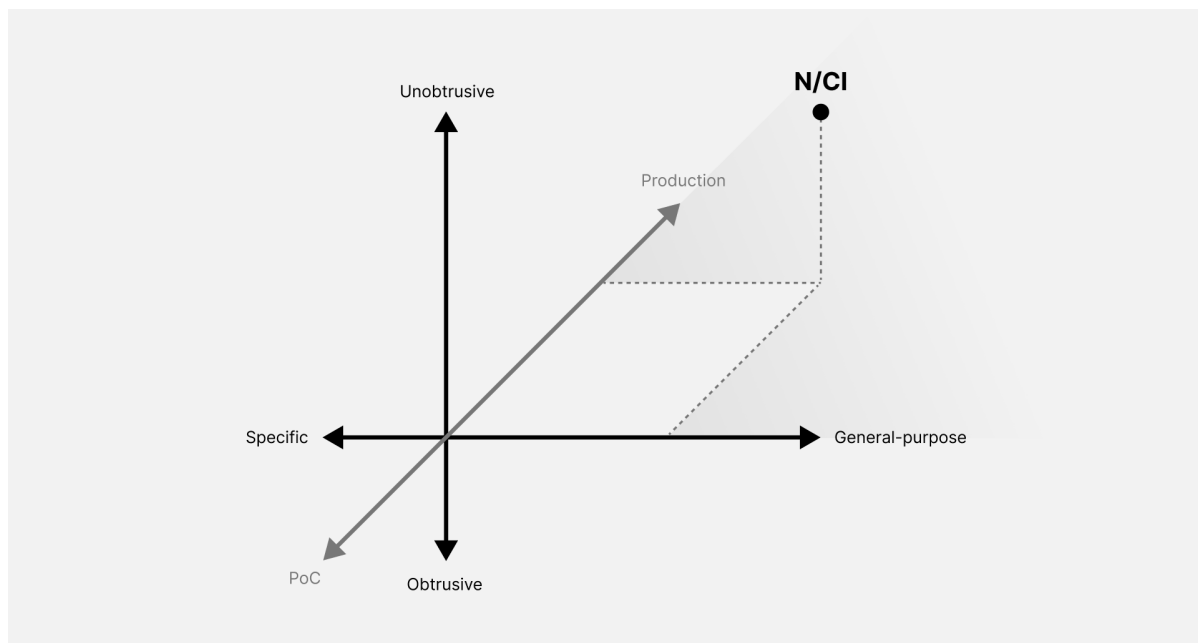 N/CI
Unobtrusive
Production
Specific
General-purpose
PoC
Obtrusive